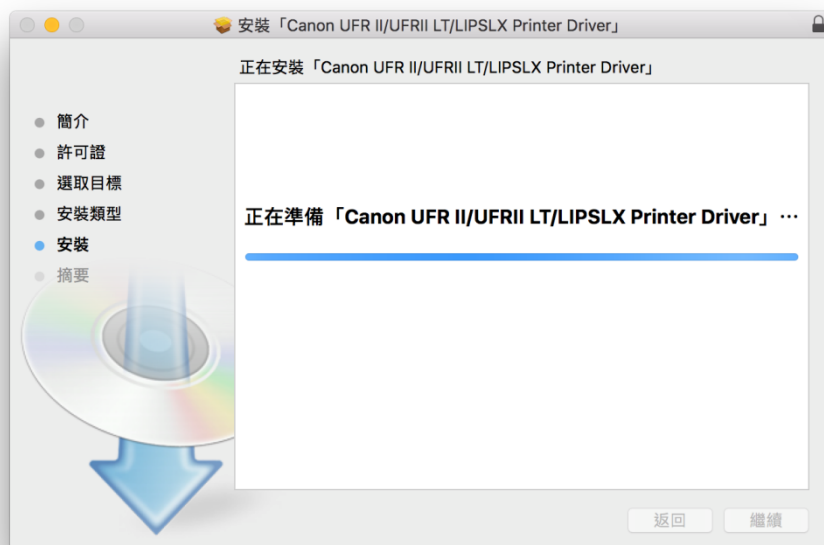 安裝「Canon UFR II/UFRII LT/LIPSLX Printer Driver」
正在安裝「Canon UFR II/UFRII LT/LIPSLX Printer Driver」
簡介
許可證
選取目標
安裝類型
安裝
摘要
正在準備「Canon UFR II/UFRII LT/LIPSLX Printer Driver」⋯
返回
繼續